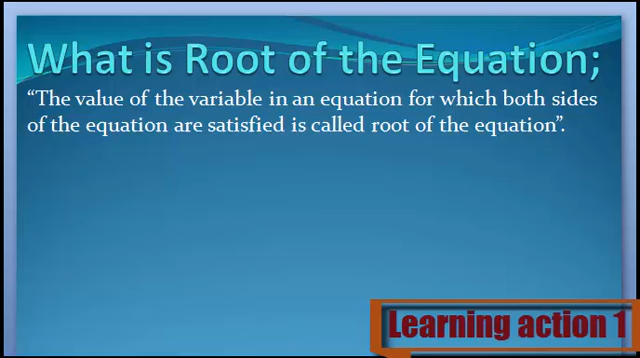 What is Root of the Equation;
“The value of the variable in an equation for which both sides
of the equation are satisfied is called root of the equation”.
Learning action 1